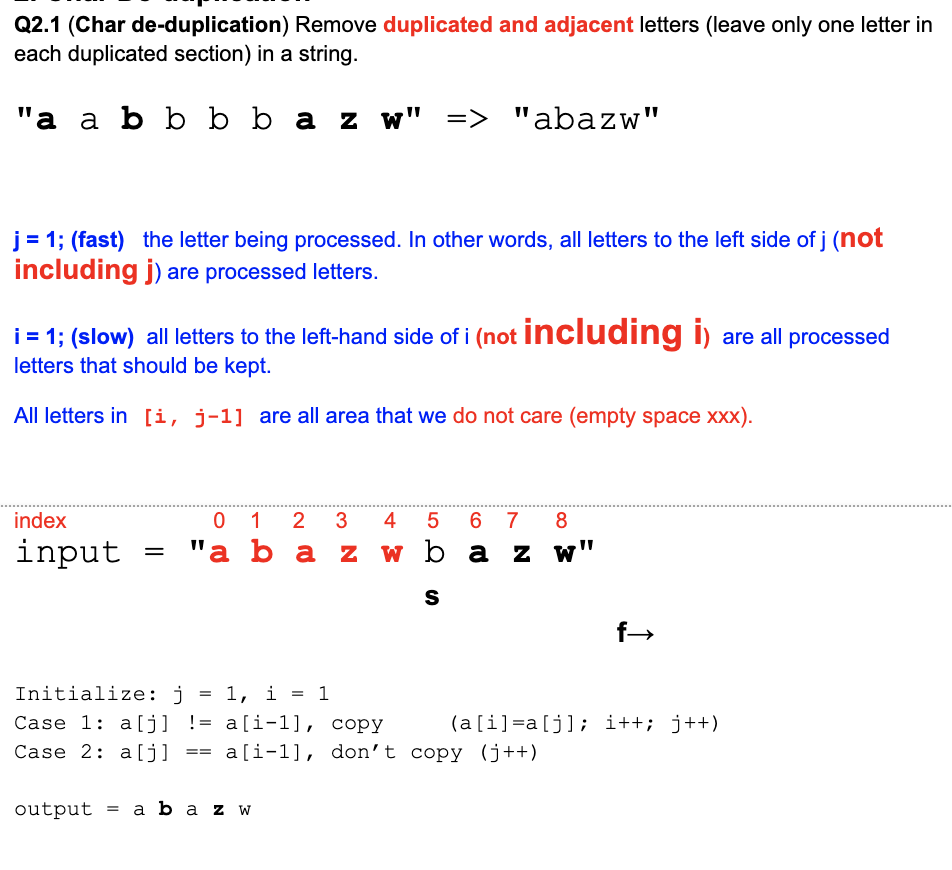 Q2.1 (Char de-duplication) Remove duplicated and adjacent letters (leave only one letter in
each duplicated section) in a string.
"a a b b b b a z w" => "abazw"
j = 1; (fast) the letter being processed. In other words, all letters to the left side of j (not
including j) are processed letters.
i = 1; (slow) all letters to the left-hand side of i (not including i) are all processed
letters that should be kept.
All letters in [i, j-1] are all area that we do not care (empty space xxx).
index 0 1 2 3 4 5 6 7 8
input = "a b a z w b a z w"
s
f→
Initialize: j = 1, i = 1
Case 1: a[j] != a[i-1], copy (a[i]=a[j]; i++; j++)
Case 2: a[j] == a[i-1], don’t copy (j++)
output = a b a z w